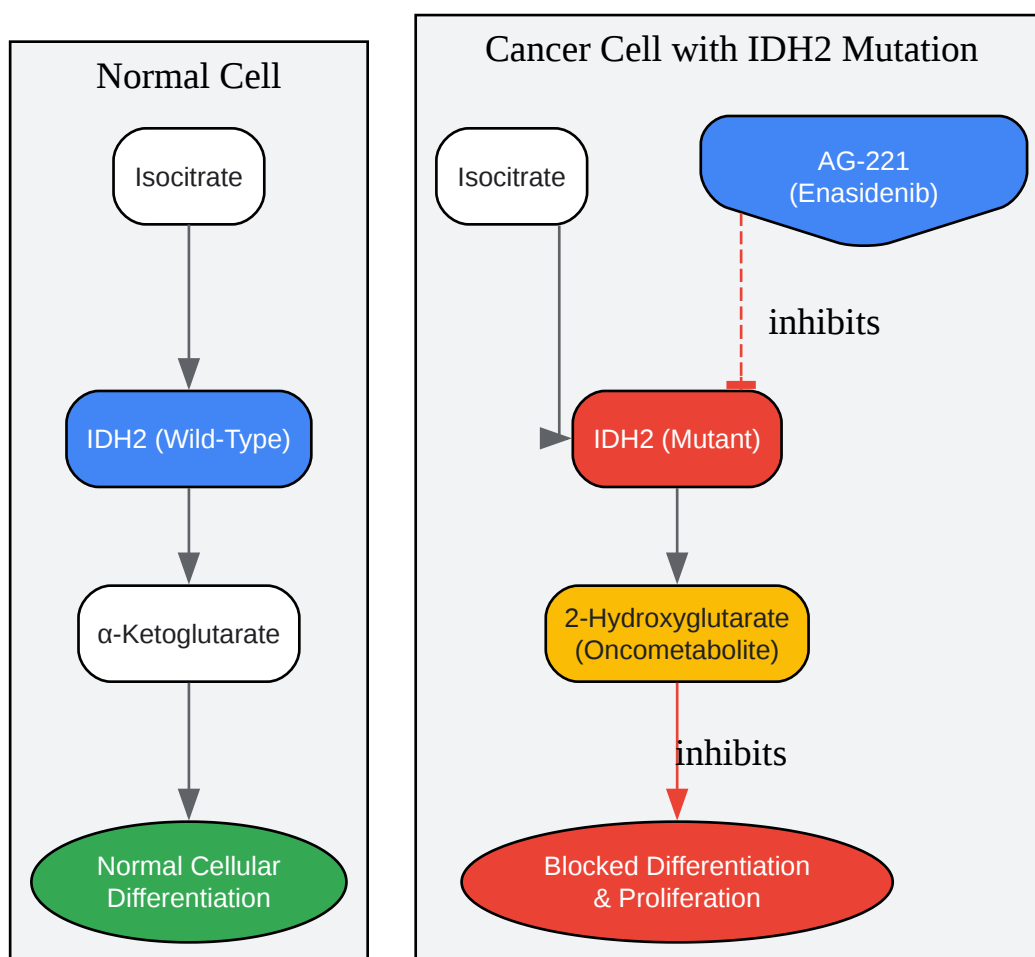 Normal Cell
Isocitrate
IDH2 (Wild-Type)
α-Ketoglutarate
Normal Cellular
Differentiation
Cancer Cell with IDH2 Mutation
Isocitrate
AG-221
(Enasidenib)
inhibits
IDH2 (Mutant)
2-Hydroxyglutarate
(Oncometabolite)
inhibits
Blocked Differentiation
& Proliferation